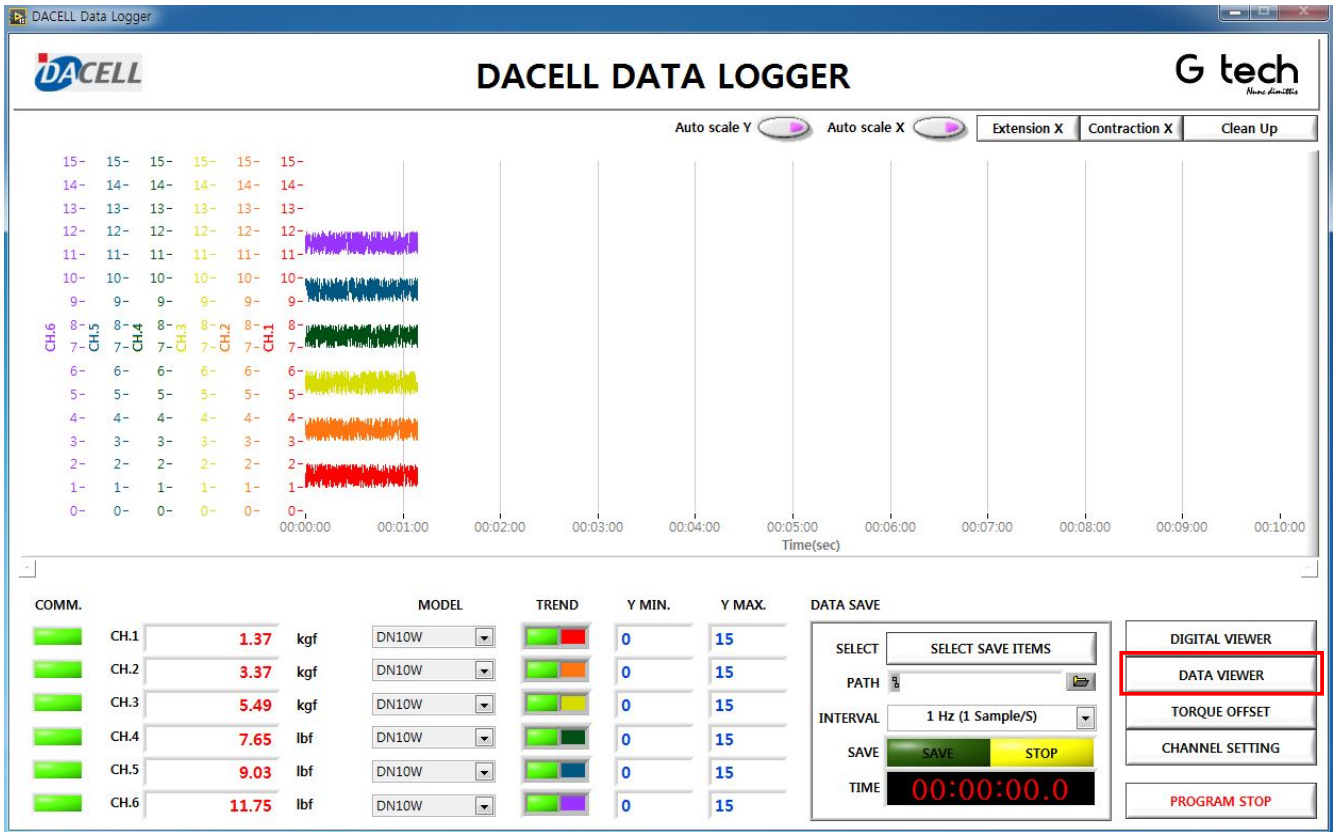 DACELL Data Logger
DACELL
DACELL DATA LOGGER
G tech
Nunc dimittis
Auto scale Y Auto scale X Extension X Contraction X Clean Up
15 15 15 15 15 15
14 14 14 14 14 14
13 13 13 13 13 13
12 12 12 12 12 12
11 11 11 11 11 11
10 10 10 10 10 10
9 9 9 9 9 9
8 8 8 8 8 8
CH.6 CH.5 CH.4 CH.3 CH.2 CH.1
7 7 7 7 7 7
6 6 6 6 6 6
5 5 5 5 5 5
4 4 4 4 4 4
3 3 3 3 3 3
2 2 2 2 2 2
1 1 1 1 1 1
0 0 0 0 0 0
00:00:00 00:01:00 00:02:00 00:03:00 00:04:00 00:05:00 00:06:00 00:07:00 00:08:00 00:09:00 00:10:00
Time(sec)
COMM. MODEL TREND Y MIN. Y MAX. DATA SAVE
CH.1 1.37 kgf DN10W 0 15
CH.2 3.37 kgf DN10W 0 15
CH.3 5.49 kgf DN10W 0 15
CH.4 7.65 lbf DN10W 0 15
CH.5 9.03 lbf DN10W 0 15
CH.6 11.75 lbf DN10W 0 15
SELECT SELECT SAVE ITEMS
PATH
INTERVAL 1 Hz (1 Sample/S)
SAVE SAVE STOP
TIME 00:00:00.0
DIGITAL VIEWER
DATA VIEWER
TORQUE OFFSET
CHANNEL SETTING
PROGRAM STOP